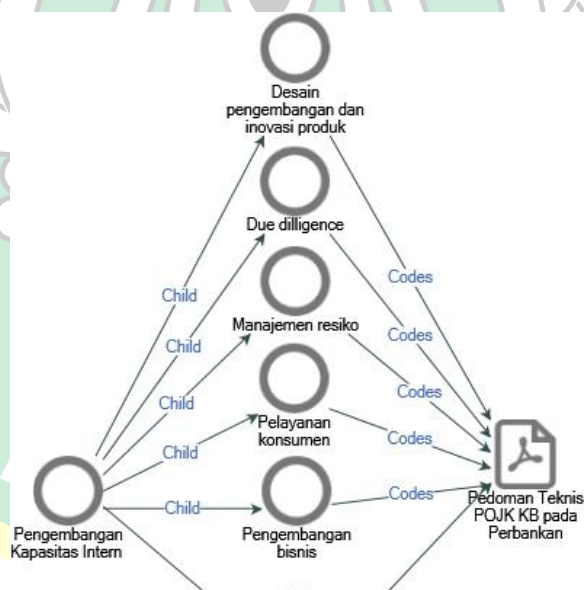 Desain
pengembangan dan
inovasi produk
Due dilligence
Codes
Child
Manajemen resiko
Codes
Child
Codes
Child
Pelayanan
konsumen
Codes
Child
Codes
Child
Pengembangan
Kapasitas Intern
Pengembangan
bisnis
Pedoman Teknis
POJK KB pada
Perbankan